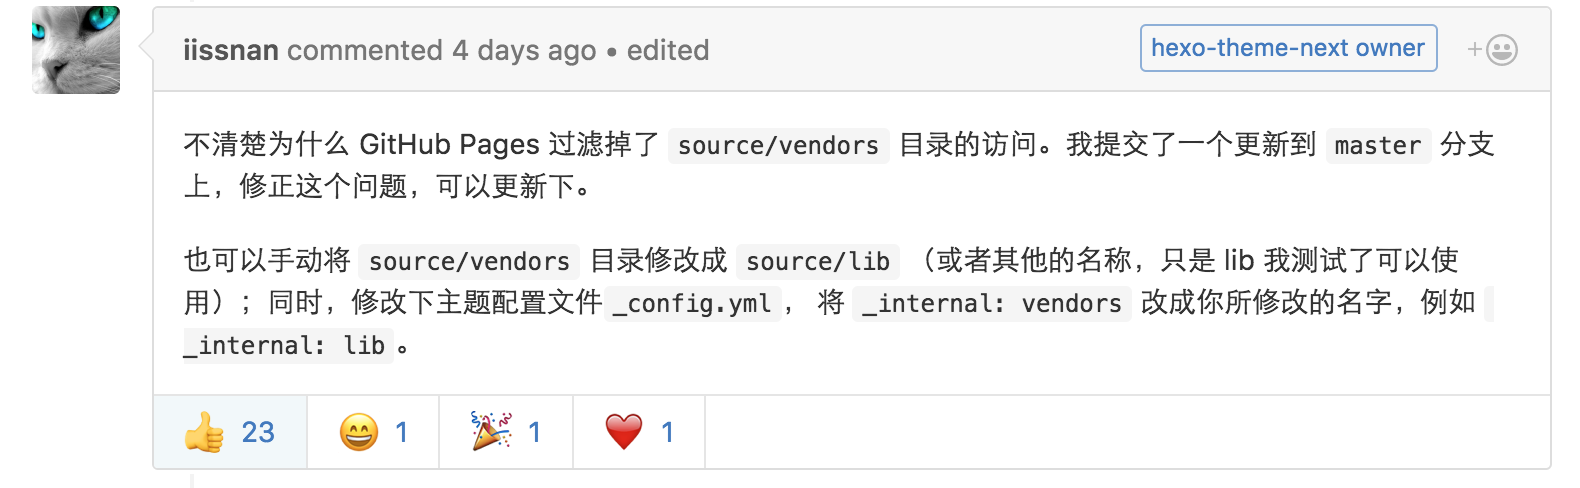 iissnan commented 4 days ago • edited
hexo-theme-next owner
+
不清楚为什么 GitHub Pages 过滤掉了 source/vendors 目录的访问。我提交了一个更新到 master 分支
上，修正这个问题，可以更新下。
也可以手动将 source/vendors 目录修改成 source/lib （或者其他的名称，只是 lib 我测试了可以使
用）；同时，修改下主题配置文件 _config.yml ， 将 _internal: vendors 改成你所修改的名字，例如
_internal: lib 。
👍 23 😄 1 🎉 1 ❤️ 1